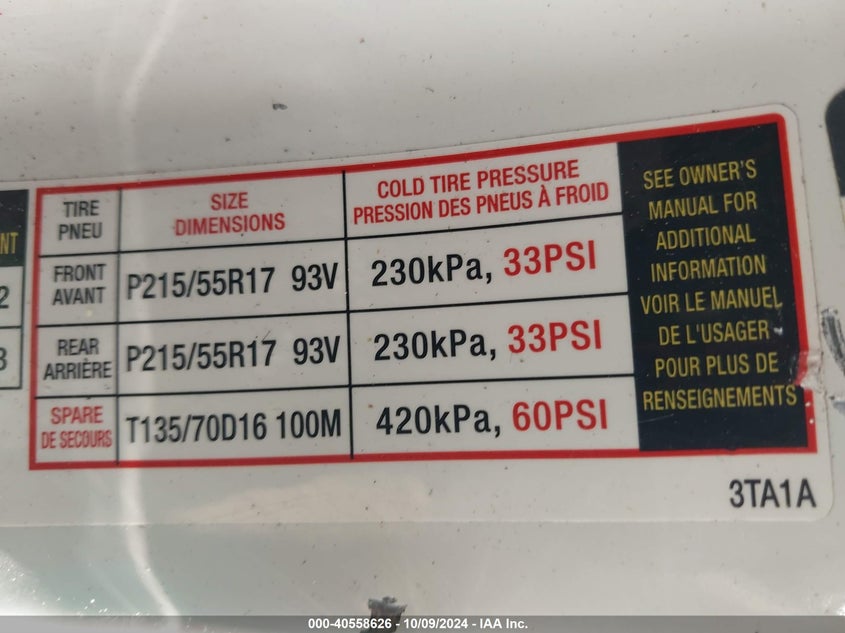 TIRE
PNEU
SIZE
DIMENSIONS
COLD TIRE PRESSURE
PRESSION DES PNEUS À FROID
FRONT
AVANT
P215/55R17 93V
230kPa, 33PSI
REAR
ARRIÈRE
P215/55R17 93V
230kPa, 33PSI
SPARE
DE SECOURS
T135/70D16 100M
420kPa, 60PSI
SEE OWNER'S
MANUAL FOR
ADDITIONAL
INFORMATION
VOIR LE MANUEL
DE L'USAGER
POUR PLUS DE
RENSEIGNEMENTS
3TA1A
000-40558626 - 10/09/2024 - IAA Inc.